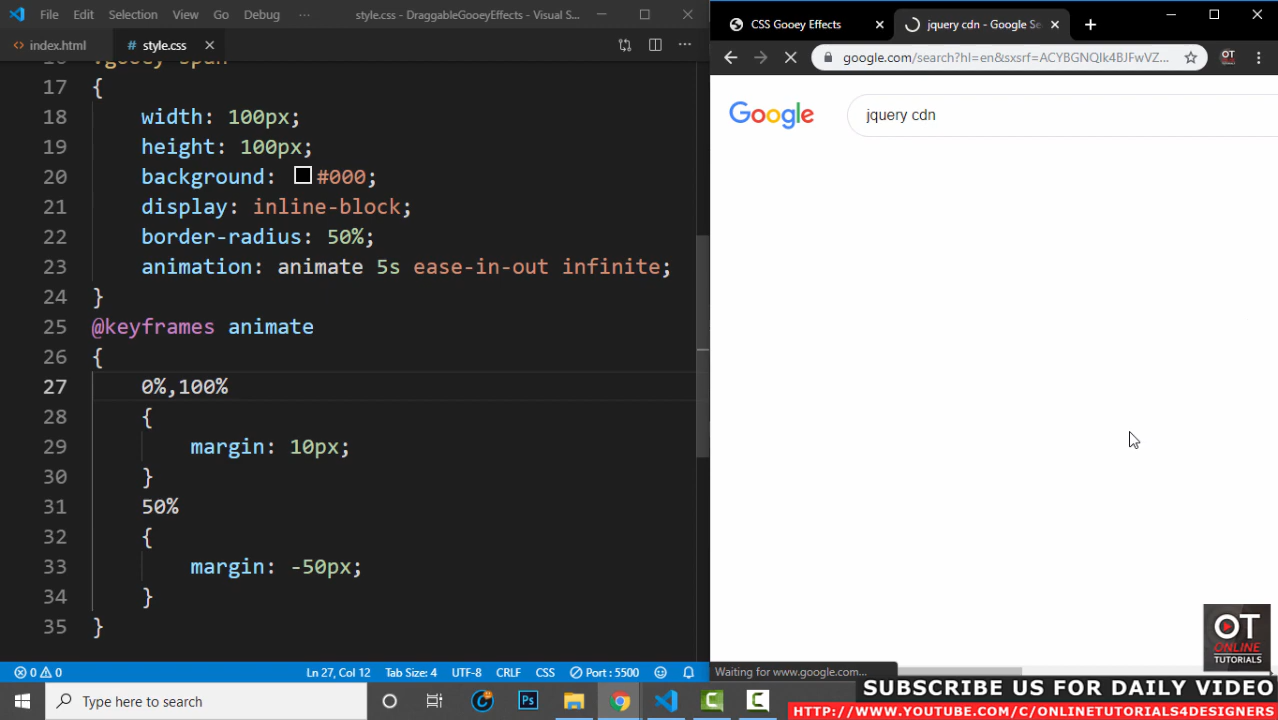 File Edit Selection View Go Debug ··· style.css - DraggableGooeyEffects - Visual S...
index.html style.css
16 .gooey span
17 {
18 width: 100px;
19 height: 100px;
20 background: #000;
21 display: inline-block;
22 border-radius: 50%;
23 animation: animate 5s ease-in-out infinite;
24 }
25 @keyframes animate
26 {
27 0%,100%
28 {
29 margin: 10px;
30 }
31 50%
32 {
33 margin: -50px;
34 }
35 }
0 0 Ln 27, Col 12 Tab Size: 4 UTF-8 CRLF CSS Port : 5500
CSS Gooey Effects jquery cdn - Google Se
google.com/search?hl=en&sxsrf=ACYBGNQIk4BJFwVZ...
OT
Google jquery cdn
Waiting for www.google.com...
OT
ONLINE
TUTORIALS
Type here to search
Ps
SUBSCRIBE US FOR DAILY VIDEO
HTTP://WWW.YOUTUBE.COM/C/ONLINETUTORIALS4DESIGNERS